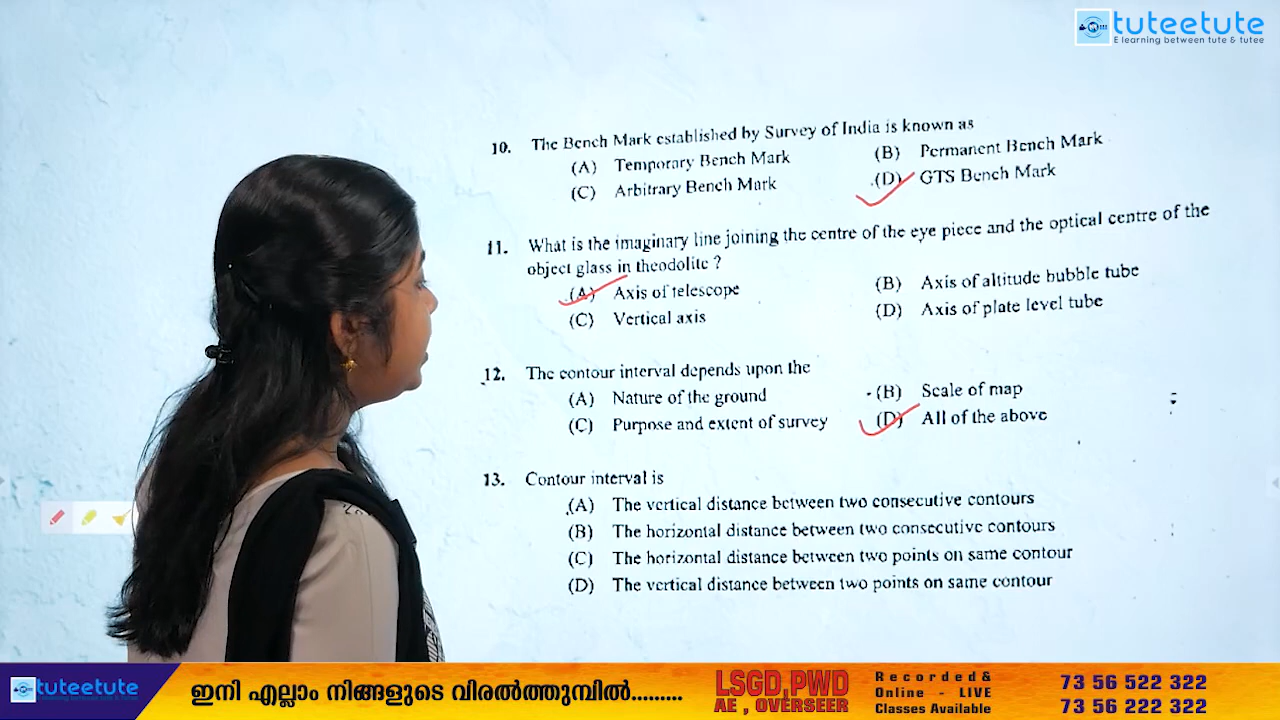 tuteetute
E learning between tute & tutee
10. The Bench Mark established by Survey of India is known as
(A) Temporary Bench Mark (B) Permanent Bench Mark
(C) Arbitrary Bench Mark (D) GTS Bench Mark
11. What is the imaginary line joining the centre of the eye piece and the optical centre of the
object glass in theodolite ?
(A) Axis of telescope (B) Axis of altitude bubble tube
(C) Vertical axis (D) Axis of plate level tube
12. The contour interval depends upon the
(A) Nature of the ground (B) Scale of map
(C) Purpose and extent of survey (D) All of the above
13. Contour interval is
(A) The vertical distance between two consecutive contours
(B) The horizontal distance between two consecutive contours
(C) The horizontal distance between two points on same contour
(D) The vertical distance between two points on same contour
tuteetute
E learning between tute & tutee
ഇനി എല്ലാം നിങ്ങളുടെ വിരൽത്തുമ്പിൽ.........
LSGD,PWD
AE , OVERSEER
Recorded &
Online - LIVE
Classes Available
73 56 522 322
73 56 222 322